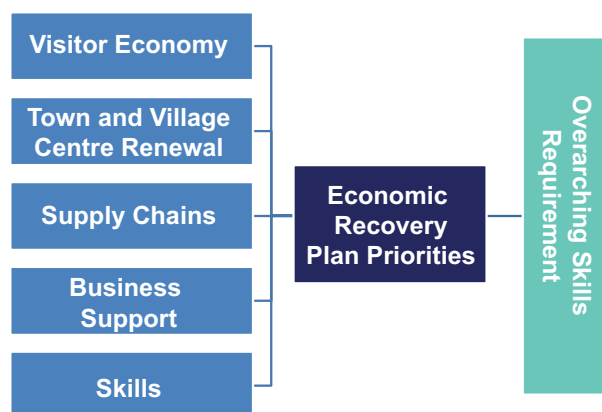 Visitor Economy
Town and Village
Centre Renewal
Supply Chains
Business
Support
Skills
Economic
Recovery
Plan Priorities
Overarching Skills
Requirement